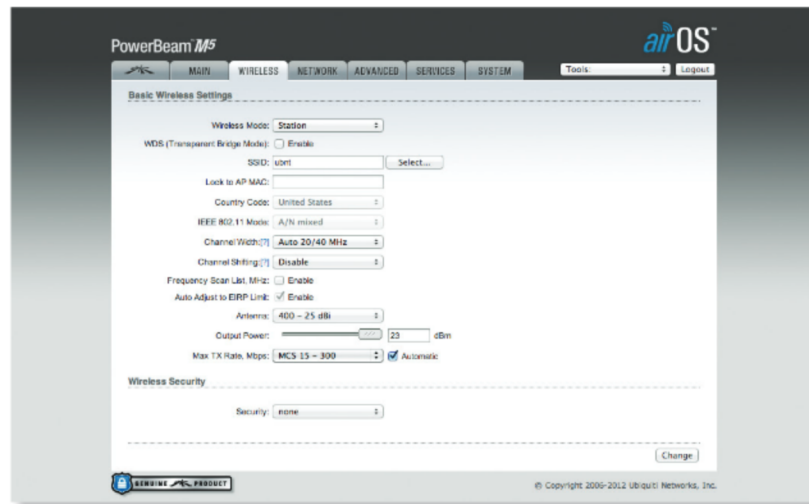 PowerBeam™ M5
airOS™
MAIN WIRELESS NETWORK ADVANCED SERVICES SYSTEM Tools: Logout
Basic Wireless Settings
Wireless Mode: Station
WDS (Transparent Bridge Mode): Enable
SSID: ubnt Select...
Lock to AP MAC:
Country Code: United States
IEEE 802.11 Mode: A/N mixed
Channel Width:[?] Auto 20/40 MHz
Channel Shifting:[?] Disable
Frequency Scan List, MHz: Enable
Auto Adjust to EIRP Limit: Enable
Antenna: 400 - 25 dBi
Output Power: 23 dBm
Max TX Rate, Mbps: MCS 15 - 300 Automatic
Wireless Security
Security: none
Change
GENUINE PRODUCT
© Copyright 2006-2012 Ubiquiti Networks, Inc.